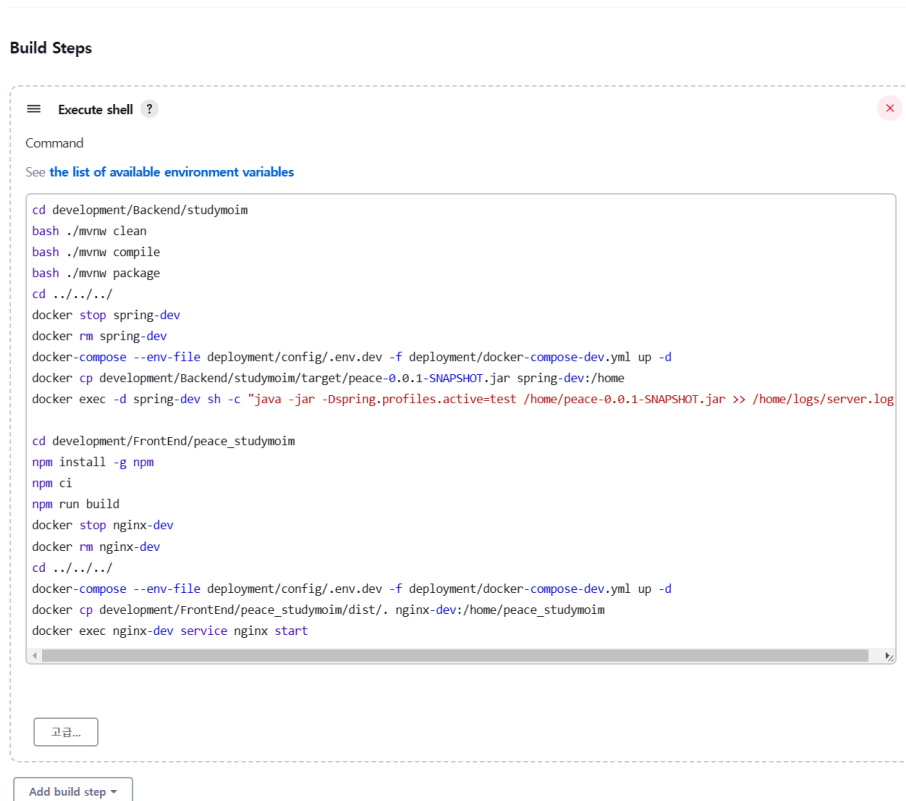 Build Steps
Execute shell ?
Command
See the list of available environment variables
cd development/Backend/studymoim
bash ./mvnw clean
bash ./mvnw compile
bash ./mvnw package
cd ../../../
docker stop spring-dev
docker rm spring-dev
docker-compose --env-file deployment/config/.env.dev -f deployment/docker-compose-dev.yml up -d
docker cp development/Backend/studymoim/target/peace-0.0.1-SNAPSHOT.jar spring-dev:/home
docker exec -d spring-dev sh -c "java -jar -Dspring.profiles.active=test /home/peace-0.0.1-SNAPSHOT.jar >> /home/logs/server.log
cd development/FrontEnd/peace_studymoim
npm install -g npm
npm ci
npm run build
docker stop nginx-dev
docker rm nginx-dev
cd ../../../
docker-compose --env-file deployment/config/.env.dev -f deployment/docker-compose-dev.yml up -d
docker cp development/FrontEnd/peace_studymoim/dist/. nginx-dev:/home/peace_studymoim
docker exec nginx-dev service nginx start
고급...
Add build step